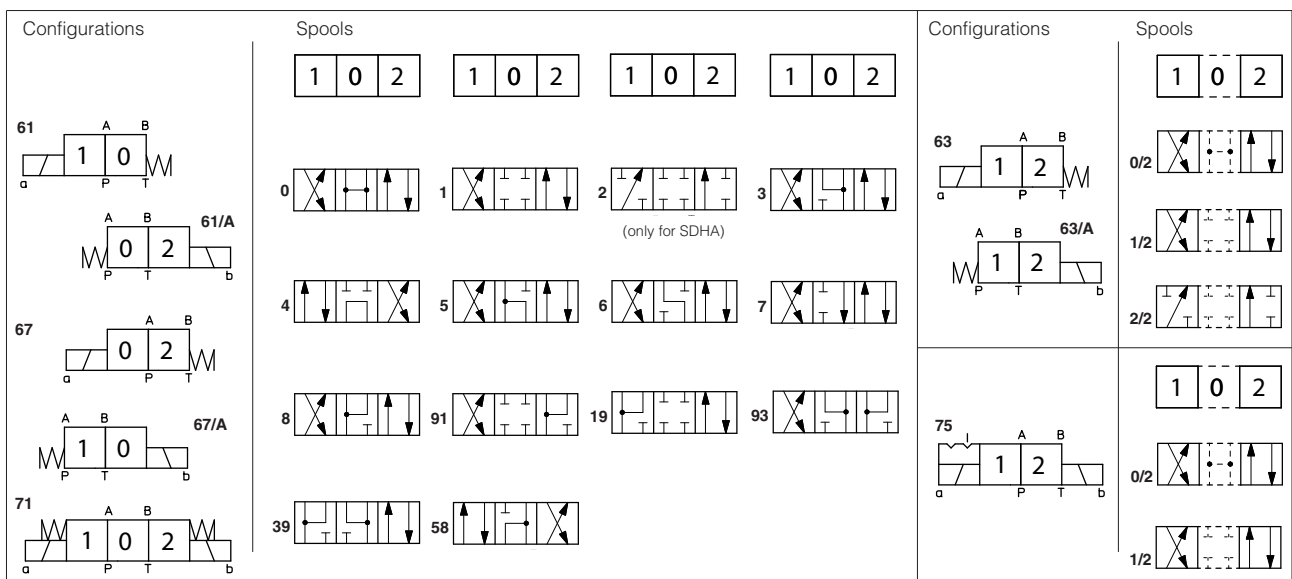 Configurations
Spools
Configurations
Spools
1 0 2
1 0 2
1 0 2
1 0 2
1 0 2
61
A B
1 0
a P T
63
A B
1 2
a P T
0
1
2
3
0/2
(only for SDHA)
A B 61/A
0 2
P T b
A B 63/A
1 2
P T b
1/2
4
5
6
7
2/2
67
A B
0 2
a P T
1 0 2
A B 67/A
1 0
P T b
8
91
19
93
75
A B
1 2
a P T b
0/2
71
A B
1 0 2
a P T b
39
58
1/2